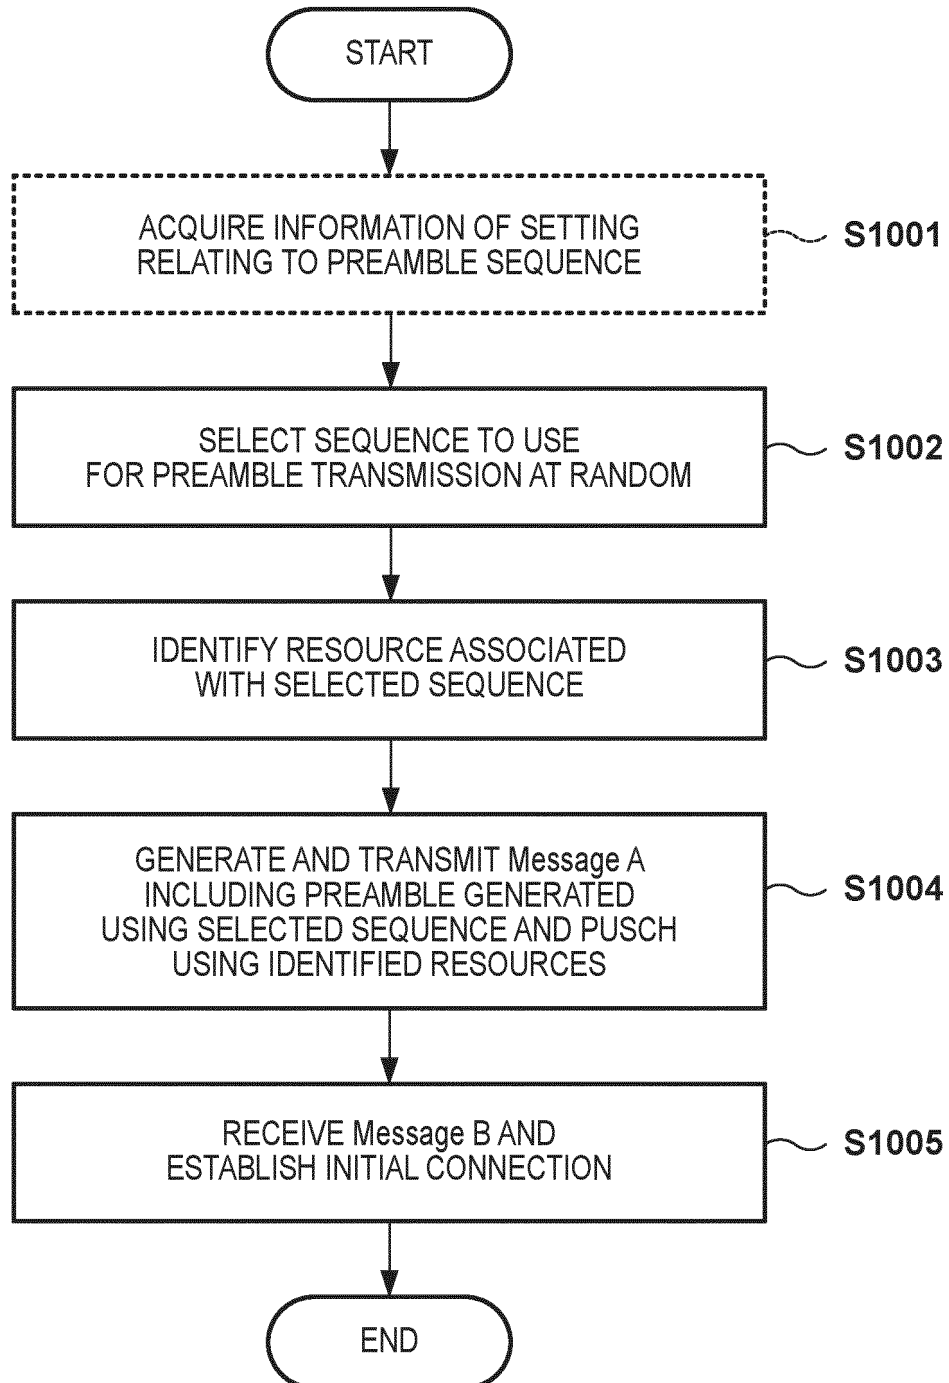 START
ACQUIRE INFORMATION OF SETTING
RELATING TO PREAMBLE SEQUENCE
S1001
SELECT SEQUENCE TO USE
FOR PREAMBLE TRANSMISSION AT RANDOM
S1002
IDENTIFY RESOURCE ASSOCIATED
WITH SELECTED SEQUENCE
S1003
GENERATE AND TRANSMIT Message A
INCLUDING PREAMBLE GENERATED
USING SELECTED SEQUENCE AND PUSCH
USING IDENTIFIED RESOURCES
S1004
RECEIVE Message B AND
ESTABLISH INITIAL CONNECTION
S1005
END